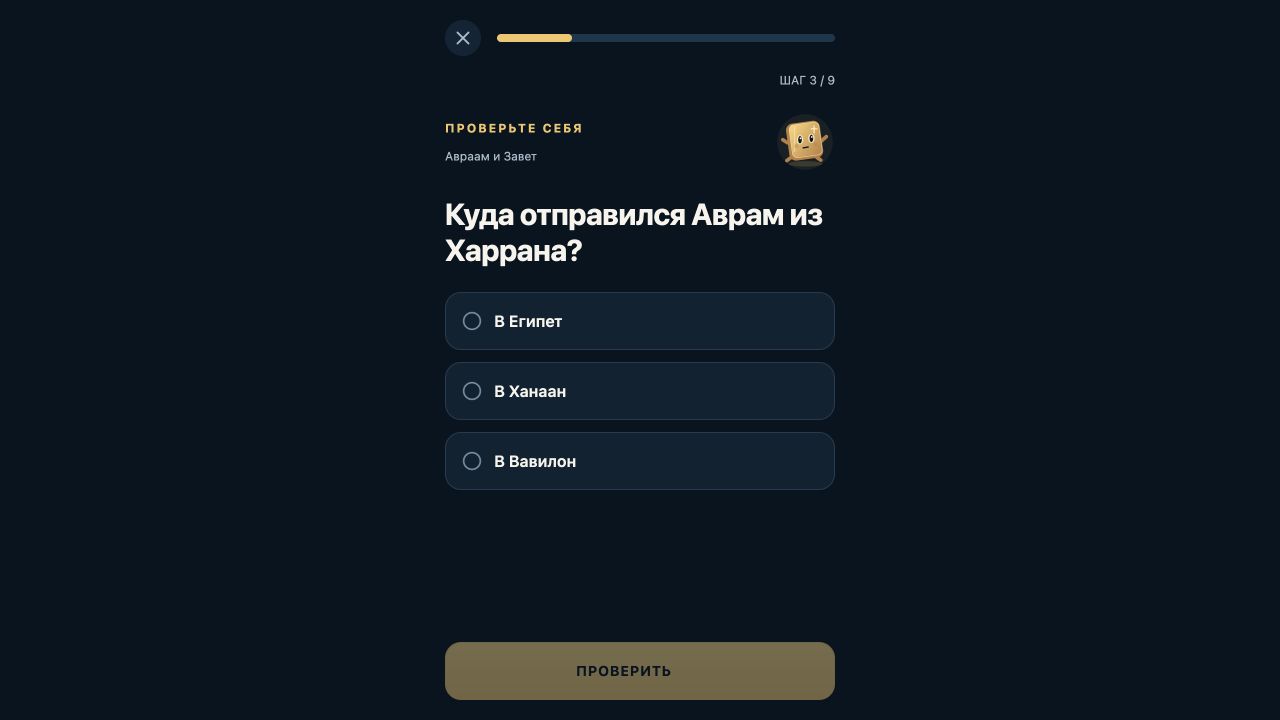 ШАГ 3 / 9
ПРОВЕРЬТЕ СЕБЯ
Авраам и Завет
Куда отправился Аврам из
Харрана?
В Египет
В Ханаан
В Вавилон
ПРОВЕРИТЬ